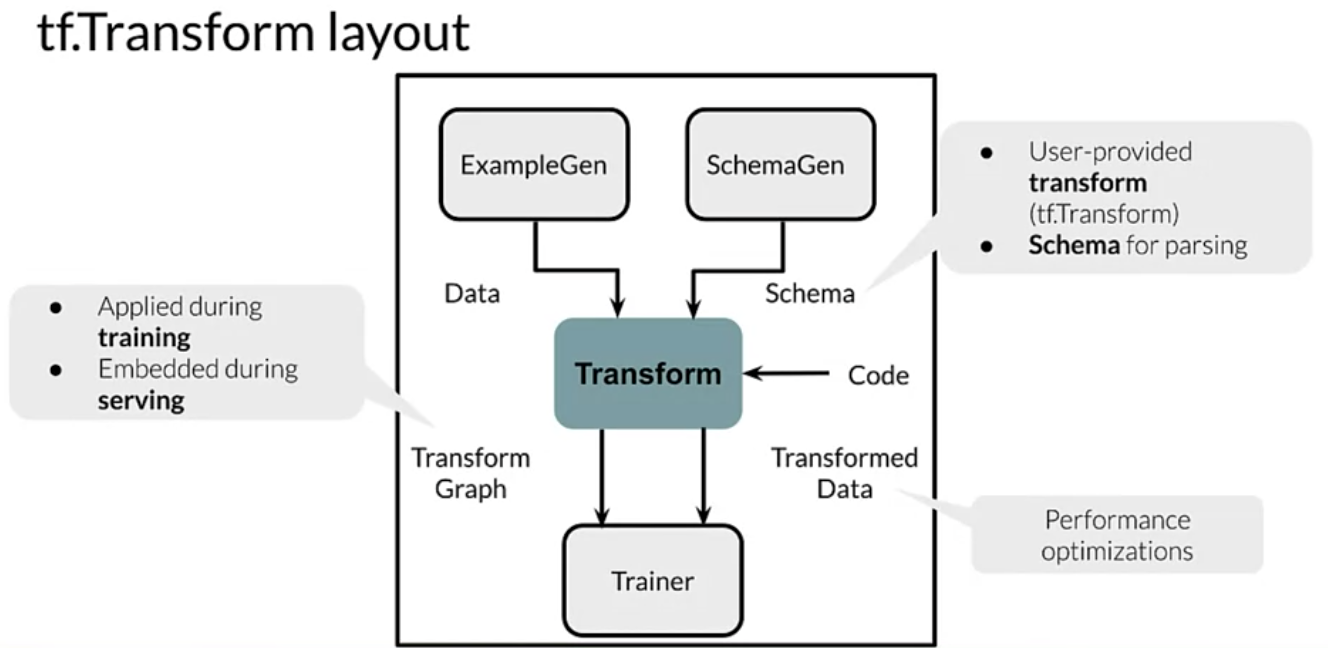 tf.Transform layout
ExampleGen
SchemaGen
● User-provided
transform
(tf.Transform)
● Schema for parsing
Data
Schema
● Applied during
training
● Embedded during
serving
Transform
Code
Transform
Graph
Transformed
Data
Performance
optimizations
Trainer